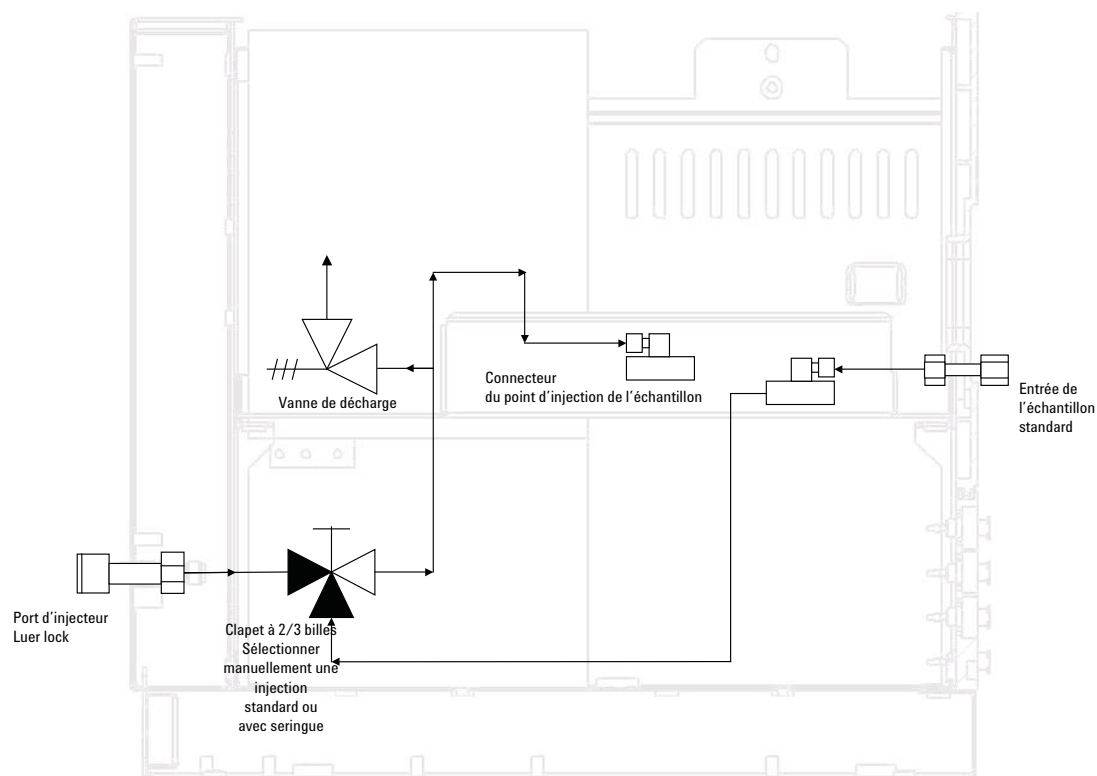 Vanne de décharge
Connecteur
du point d’injection de l’échantillon
Entrée de
l’échantillon
standard
Port d’injecteur
Luer lock
Clapet à 2/3 billes
Sélectionner
manuellement une
injection
standard ou
avec seringue